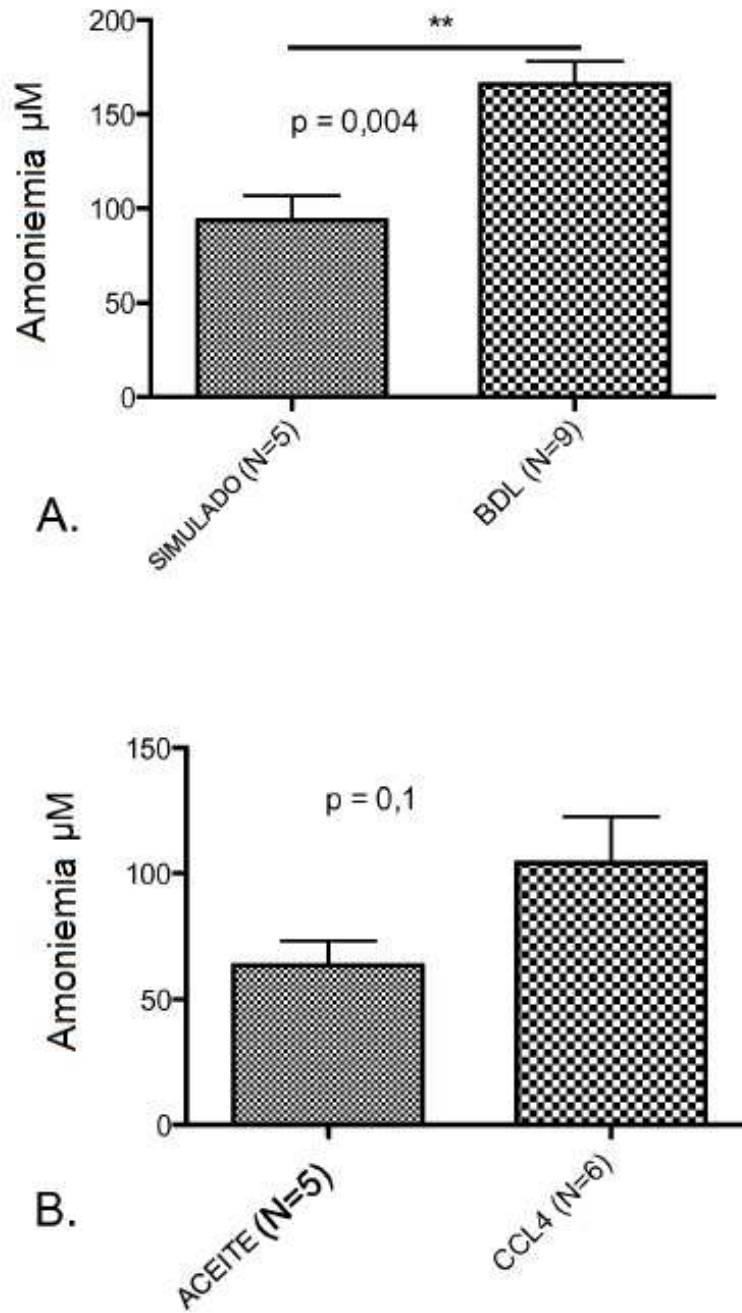 **
200
150
100
50
0
Amoniemia µM
p = 0,004
SIMULADO (N=5)
BDL (N=9)
A.
150
100
50
0
Amoniemia µM
p = 0,1
ACEITE (N=5)
CCL4 (N=6)
B.